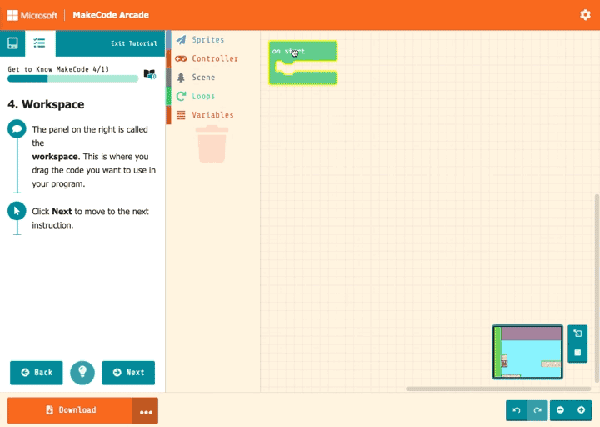 Microsoft
MakeCode Arcade
Exit Tutorial
Get to Know MakeCode 4/1)
4. Workspace
The panel on the right is called
the
workspace. This is where you
drag the code you want to use in
your program.
Click Next to move to the next
instruction.
Back
Next
Download
Sprites
Controller
Scene
Loops
Variables
on start